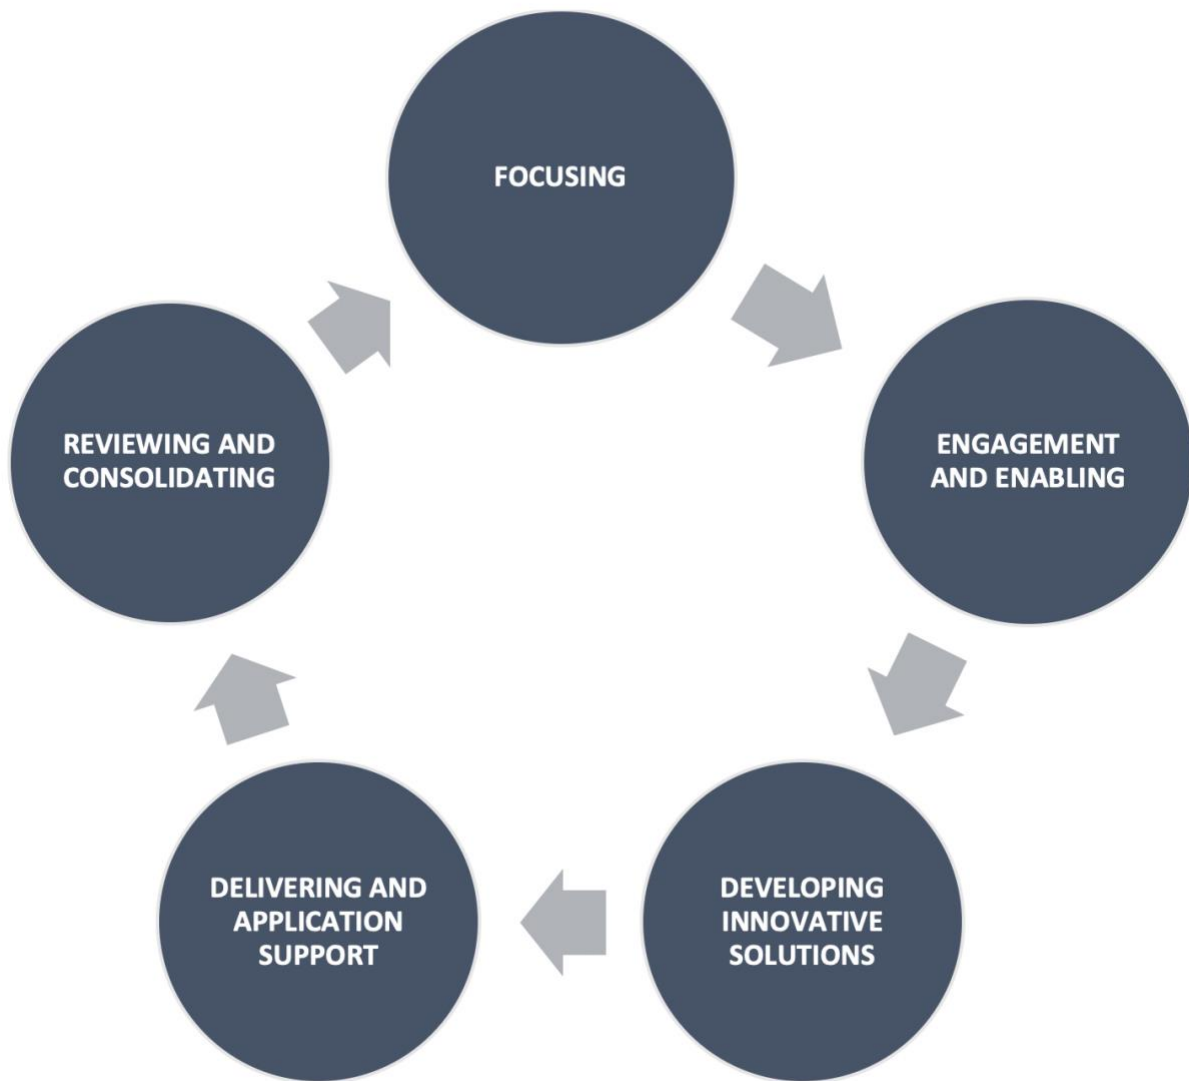 FOCUSING
ENGAGEMENT
AND ENABLING
DEVELOPING
INNOVATIVE
SOLUTIONS
DELIVERING AND
APPLICATION
SUPPORT
REVIEWING AND
CONSOLIDATING